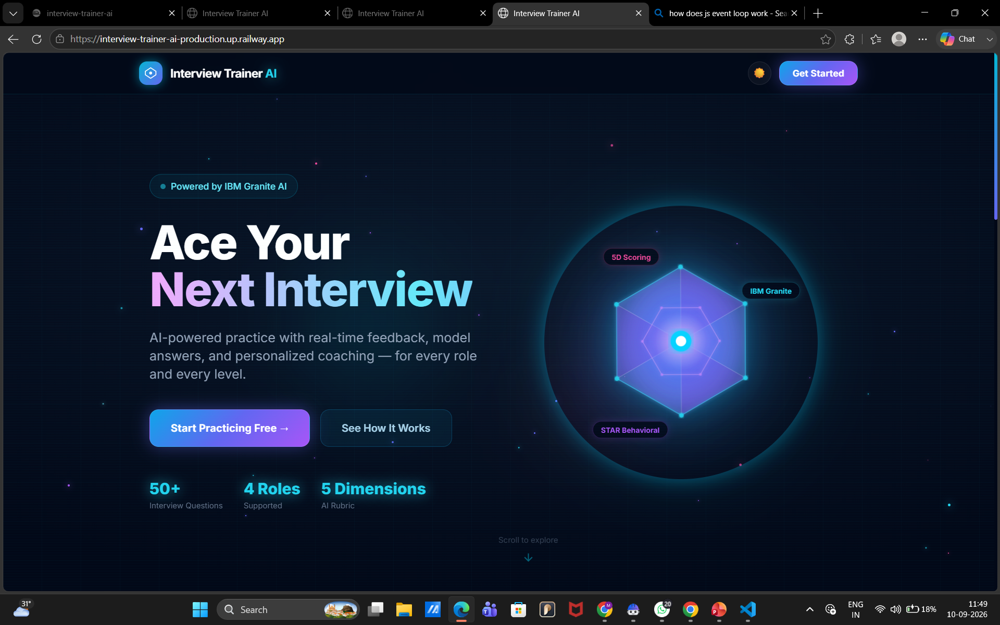 interview-trainer-ai
Interview Trainer AI
Interview Trainer AI
Interview Trainer AI
how does js event loop work - Sea
https://interview-trainer-ai-production.up.railway.app
Chat
Interview Trainer AI
Get Started
Powered by IBM Granite AI
Ace Your
Next Interview
AI-powered practice with real-time feedback, model
answers, and personalized coaching — for every role
and every level.
Start Practicing Free →
See How It Works
50+
Interview Questions
4 Roles
Supported
5 Dimensions
AI Rubric
5D Scoring
IBM Granite
STAR Behavioral
Scroll to explore
31°
Search
M
T
P
20
P
ENG
IN
18%
11:49
10-09-2026